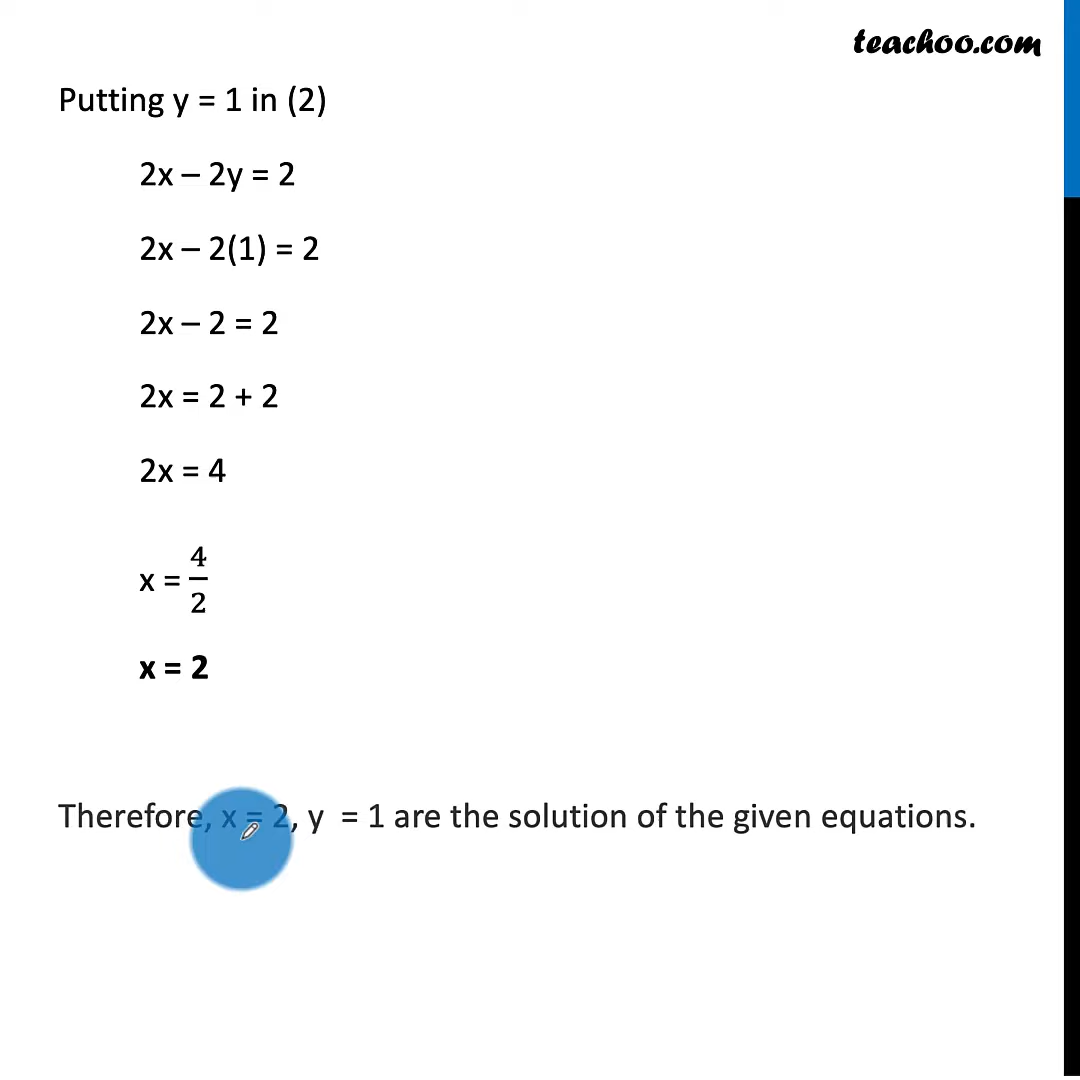 teachoo.com
Putting y = 1 in (2)
2x – 2y = 2
2x – 2(1) = 2
2x – 2 = 2
2x = 2 + 2
2x = 4
x = 4/2
x = 2
Therefore, x = 2, y = 1 are the solution of the given equations.